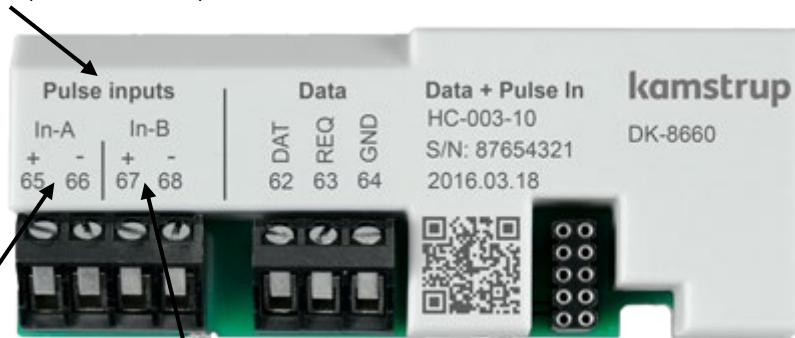 Pulse inputs
In-A In-B
+ - + -
65 66 67 68
Data
DAT REQ GND
62 63 64
Data + Pulse In
HC-003-10
S/N: 87654321
2016.03.18
kamstrup
DK-8660